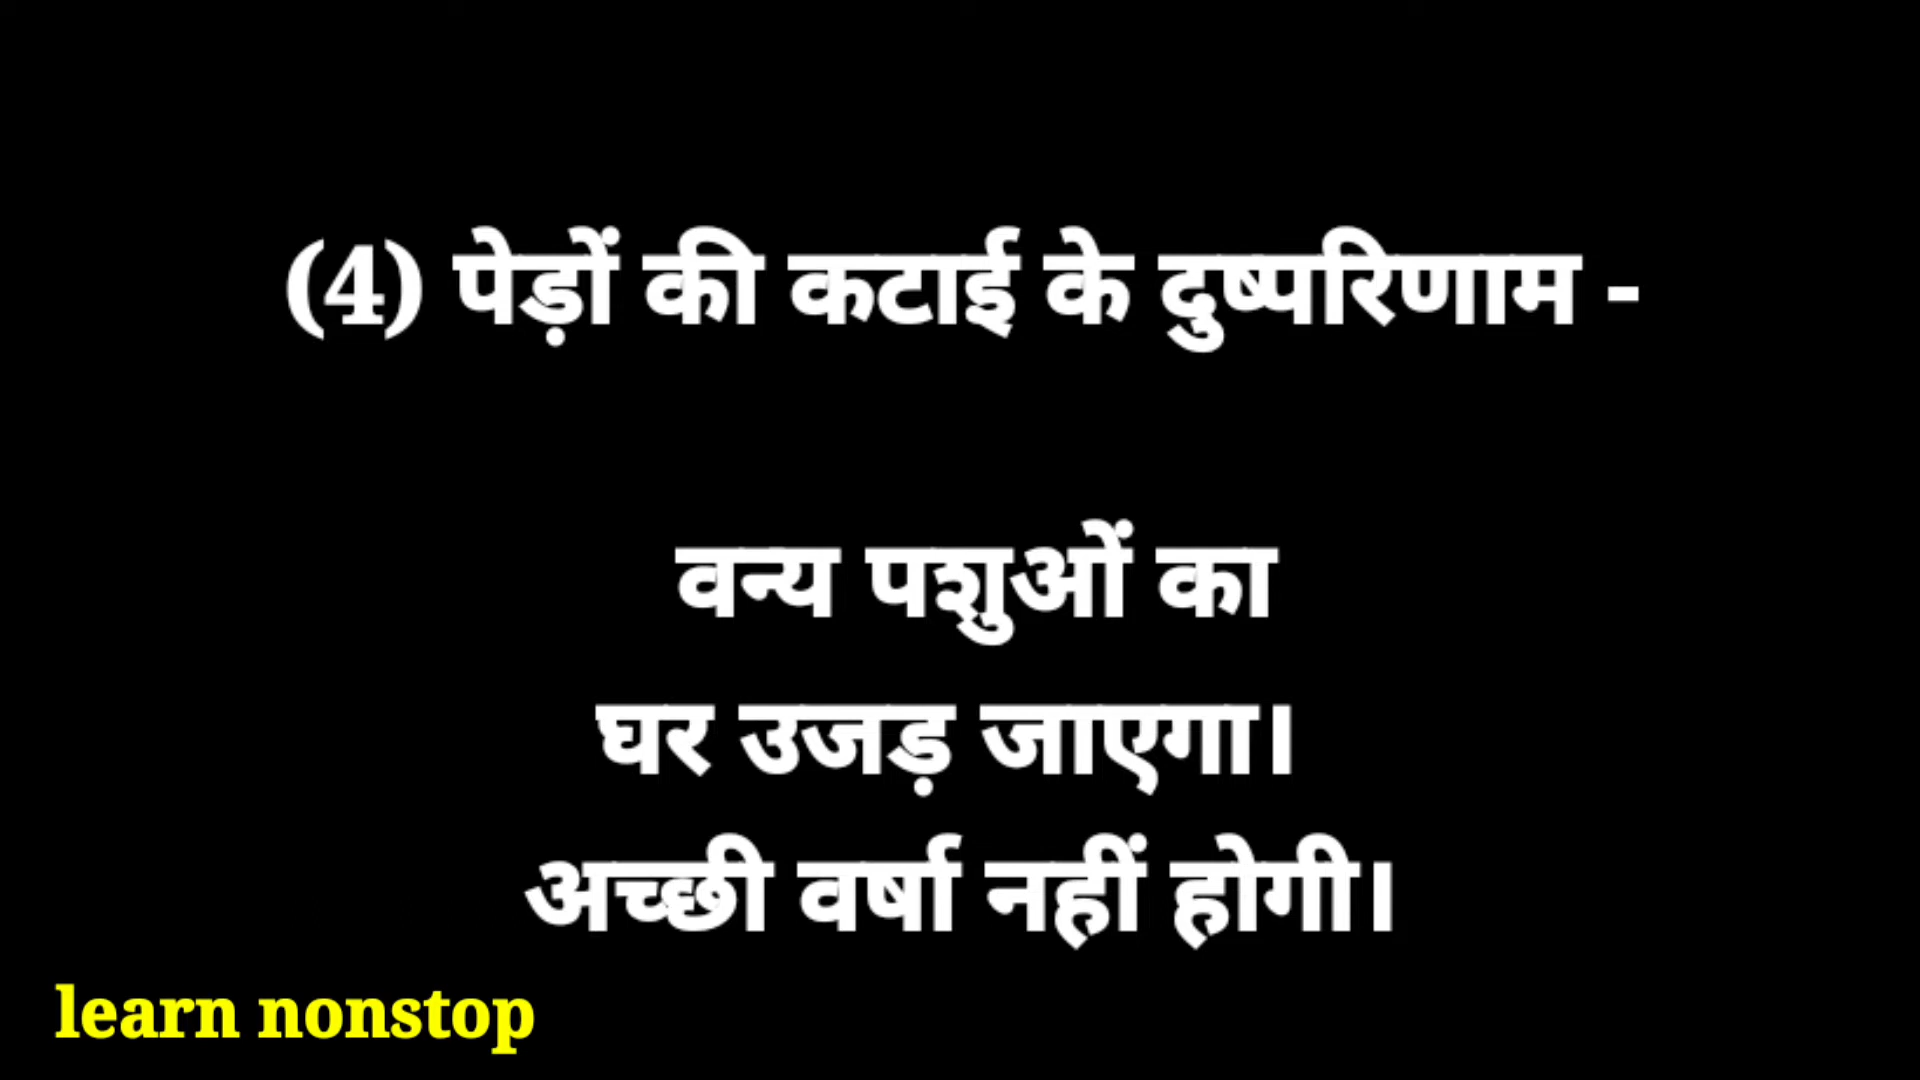 (4) पेड़ों की कटाई के दुष्परिणाम -
वन्य पशुओं का
घर उजड़ जाएगा।
अच्छी वर्षा नहीं होगी।
learn nonstop